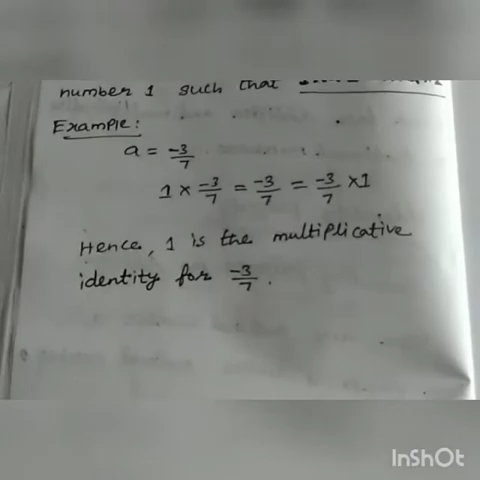 number 1 such that
Example:
a = -3/7
1 × -3/7 = -3/7 = -3/7 × 1
Hence, 1 is the multiplicative
identity for -3/7.
InShOt